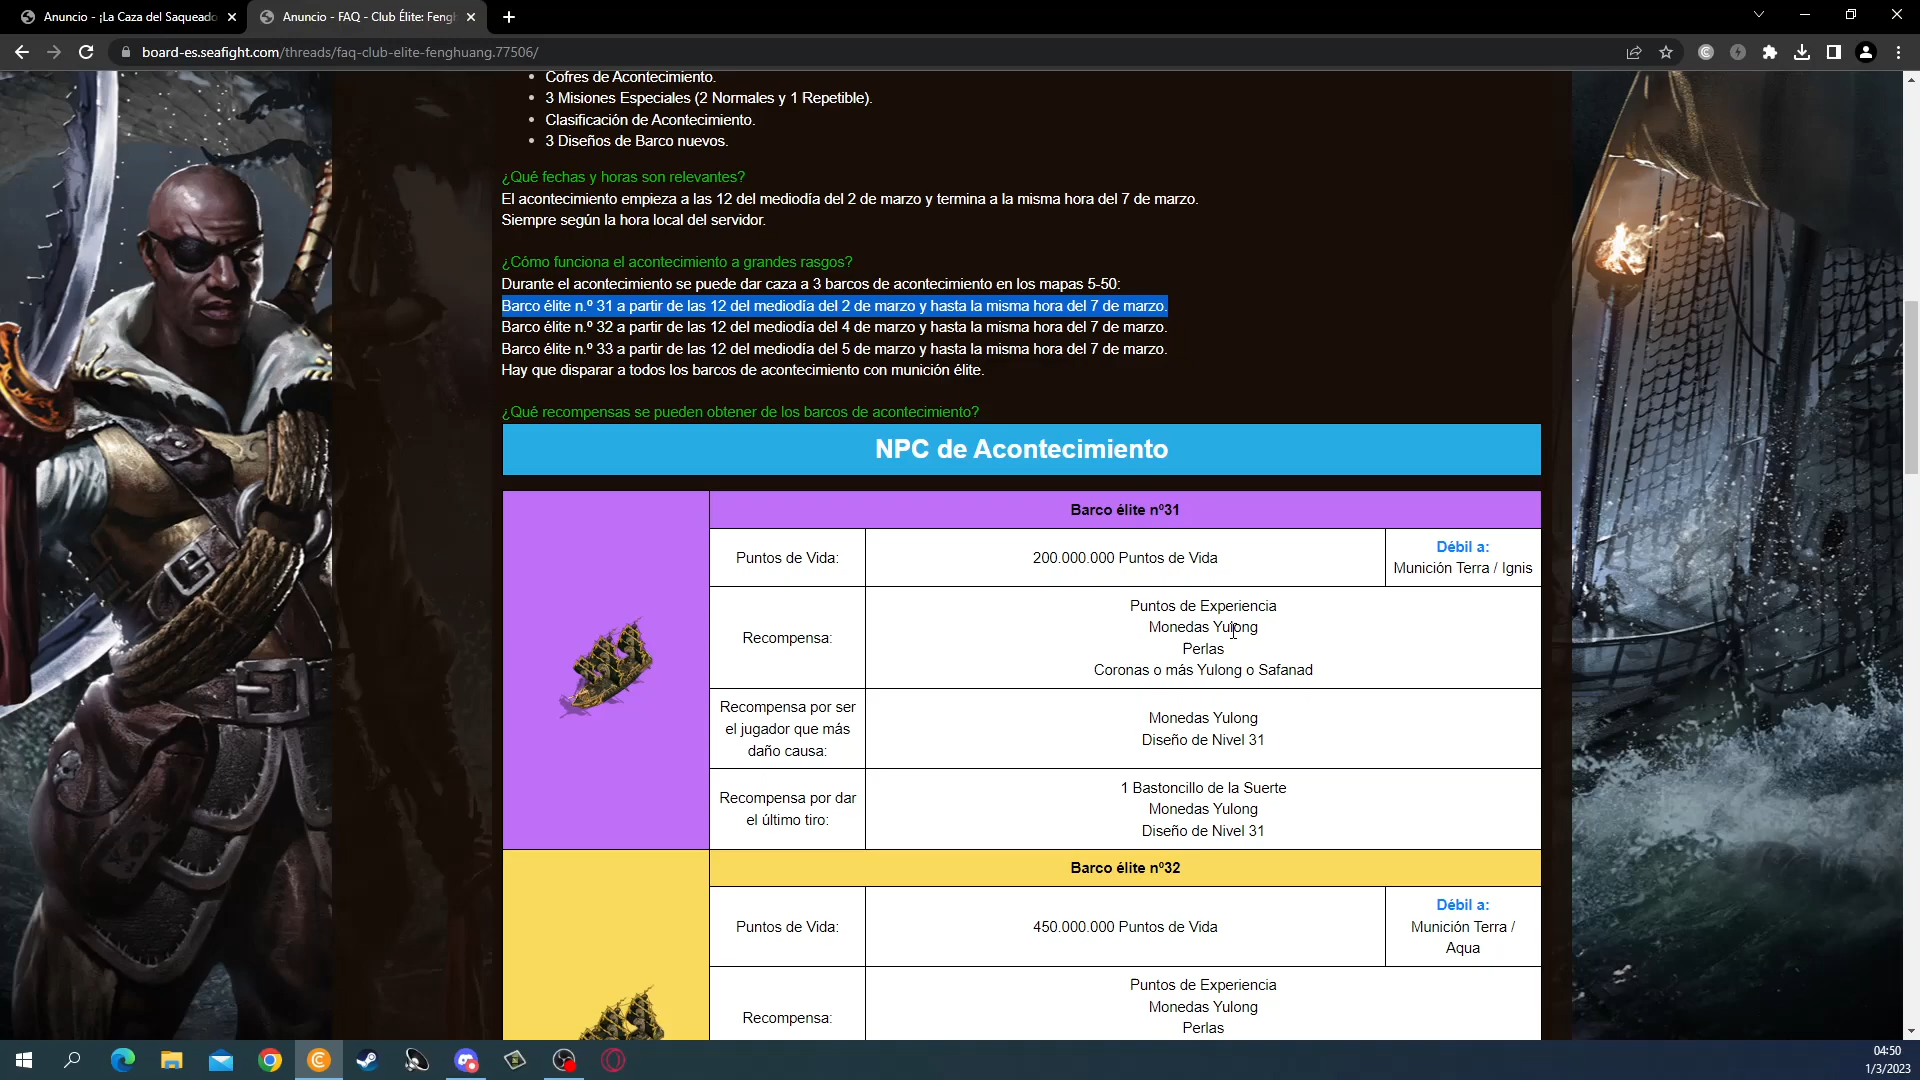 Anuncio - ¡La Caza del Saqueado
Anuncio - FAQ - Club Élite: Fengh
board-es.seafight.com/threads/faq-club-elite-fenghuang.77506/
Cofres de Acontecimiento.
3 Misiones Especiales (2 Normales y 1 Repetible).
Clasificación de Acontecimiento.
3 Diseños de Barco nuevos.
¿Qué fechas y horas son relevantes?
El acontecimiento empieza a las 12 del mediodía del 2 de marzo y termina a la misma hora del 7 de marzo.
Siempre según la hora local del servidor.
¿Cómo funciona el acontecimiento a grandes rasgos?
Durante el acontecimiento se puede dar caza a 3 barcos de acontecimiento en los mapas 5-50:
Barco élite n.º 31 a partir de las 12 del mediodía del 2 de marzo y hasta la misma hora del 7 de marzo.
Barco élite n.º 32 a partir de las 12 del mediodía del 4 de marzo y hasta la misma hora del 7 de marzo.
Barco élite n.º 33 a partir de las 12 del mediodía del 5 de marzo y hasta la misma hora del 7 de marzo.
Hay que disparar a todos los barcos de acontecimiento con munición élite.
¿Qué recompensas se pueden obtener de los barcos de acontecimiento?
NPC de Acontecimiento
Barco élite nº31
Puntos de Vida:
200.000.000 Puntos de Vida
Débil a:
Munición Terra / Ignis
Recompensa:
Puntos de Experiencia
Monedas Yulong
Perlas
Coronas o más Yulong o Safanad
Recompensa por ser
el jugador que más
daño causa:
Monedas Yulong
Diseño de Nivel 31
Recompensa por dar
el último tiro:
1 Bastoncillo de la Suerte
Monedas Yulong
Diseño de Nivel 31
Barco élite nº32
Puntos de Vida:
450.000.000 Puntos de Vida
Débil a:
Munición Terra /
Aqua
Recompensa:
Puntos de Experiencia
Monedas Yulong
Perlas
04:50
1/3/2023